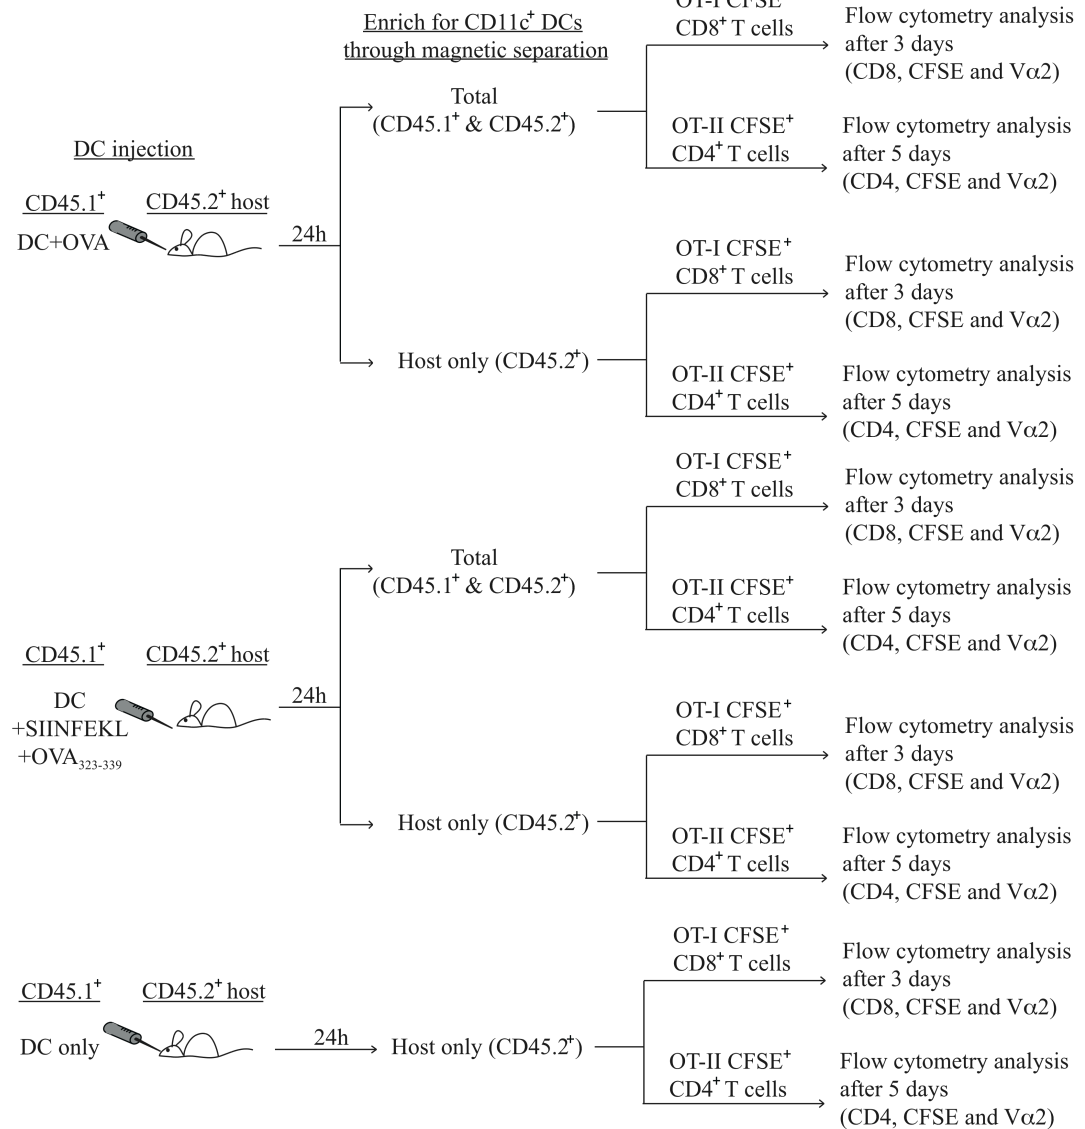 Enrich for CD11c⁺ DCs
through magnetic separation
DC injection
CD45.1⁺ CD45.2⁺ host
DC+OVA
24h
Total
(CD45.1⁺ & CD45.2⁺)
OT-I CFSE
CD8⁺ T cells
Flow cytometry analysis
after 3 days
(CD8, CFSE and Vα2)
OT-II CFSE⁺
CD4⁺ T cells
Flow cytometry analysis
after 5 days
(CD4, CFSE and Vα2)
Host only (CD45.2⁺)
OT-I CFSE⁺
CD8⁺ T cells
Flow cytometry analysis
after 3 days
(CD8, CFSE and Vα2)
OT-II CFSE⁺
CD4⁺ T cells
Flow cytometry analysis
after 5 days
(CD4, CFSE and Vα2)
CD45.1⁺ CD45.2⁺ host
DC
+SIINFEKL
+OVA₃₂₃₋₃₃₉
24h
Total
(CD45.1⁺ & CD45.2⁺)
OT-I CFSE⁺
CD8⁺ T cells
Flow cytometry analysis
after 3 days
(CD8, CFSE and Vα2)
OT-II CFSE⁺
CD4⁺ T cells
Flow cytometry analysis
after 5 days
(CD4, CFSE and Vα2)
Host only (CD45.2⁺)
OT-I CFSE⁺
CD8⁺ T cells
Flow cytometry analysis
after 3 days
(CD8, CFSE and Vα2)
OT-II CFSE⁺
CD4⁺ T cells
Flow cytometry analysis
after 5 days
(CD4, CFSE and Vα2)
CD45.1⁺ CD45.2⁺ host
DC only
24h
Host only (CD45.2⁺)
OT-I CFSE⁺
CD8⁺ T cells
Flow cytometry analysis
after 3 days
(CD8, CFSE and Vα2)
OT-II CFSE⁺
CD4⁺ T cells
Flow cytometry analysis
after 5 days
(CD4, CFSE and Vα2)